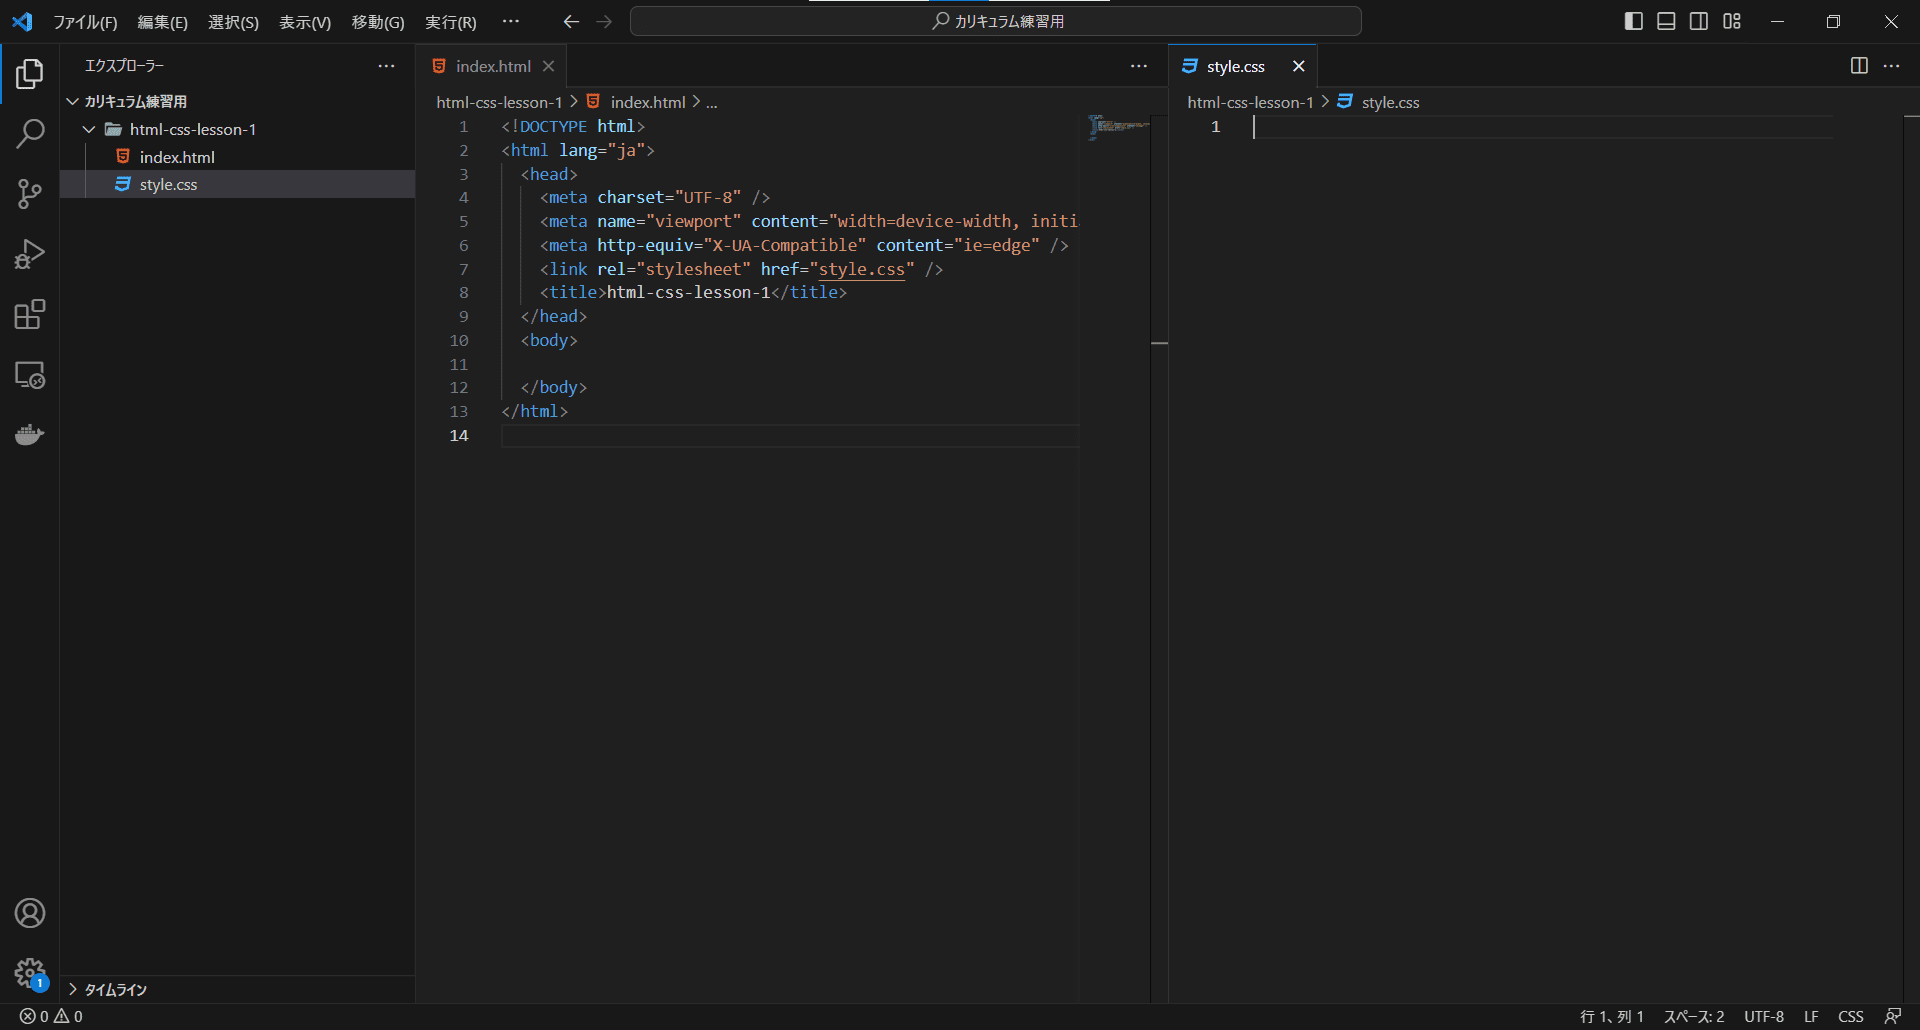 ファイル(F) 編集(E) 選択(S) 表示(V) 移動(G) 実行(R) … カリキュラム練習用
エクスプローラー
カリキュラム練習用
html-css-lesson-1
index.html
style.css
タイムライン
index.html
html-css-lesson-1 > index.html > ...
1 <!DOCTYPE html>
2 <html lang="ja">
3 <head>
4 <meta charset="UTF-8" />
5 <meta name="viewport" content="width=device-width, initi
6 <meta http-equiv="X-UA-Compatible" content="ie=edge" />
7 <link rel="stylesheet" href="style.css" />
8 <title>html-css-lesson-1</title>
9 </head>
10 <body>
11
12 </body>
13 </html>
14
style.css
html-css-lesson-1 > style.css
1
1
0 0 行 1、列 1 スペース: 2 UTF-8 LF CSS